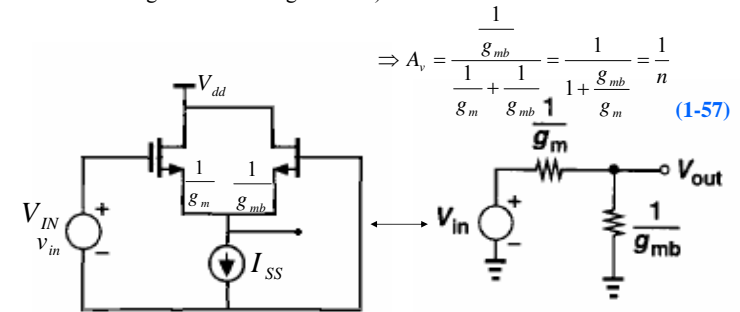 ⇒ A_v = (1/g_mb) / (1/g_m + 1/g_mb) = 1 / (1 + g_mb/g_m) = 1/n
(1-57)
V_dd
1/g_m
1/g_mb
V_IN
v_in
+
−
I_SS
1/g_m
V_out
V_in
+
−
1/g_mb